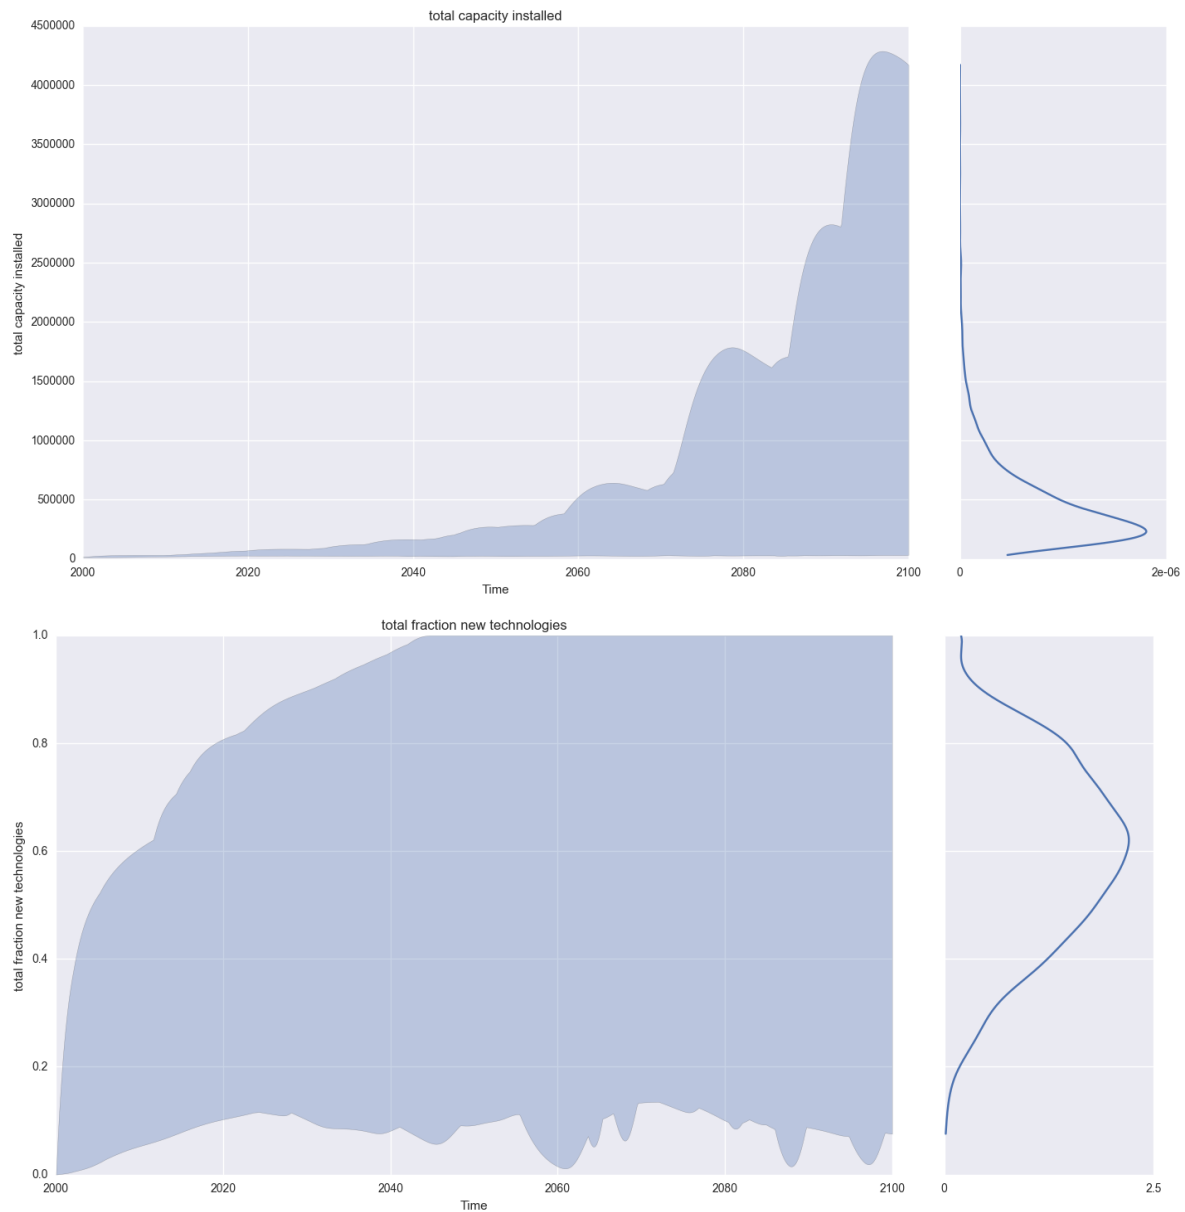 total capacity installed
4500000
4000000
3500000
3000000
2500000
2000000
1500000
1000000
500000
0
total capacity installed
2000 2020 2040 2060 2080 2100
Time
0 2e-06
total fraction new technologies
1.0
0.8
0.6
0.4
0.2
0.0
total fraction new technologies
2000 2020 2040 2060 2080 2100
Time
0 2.5